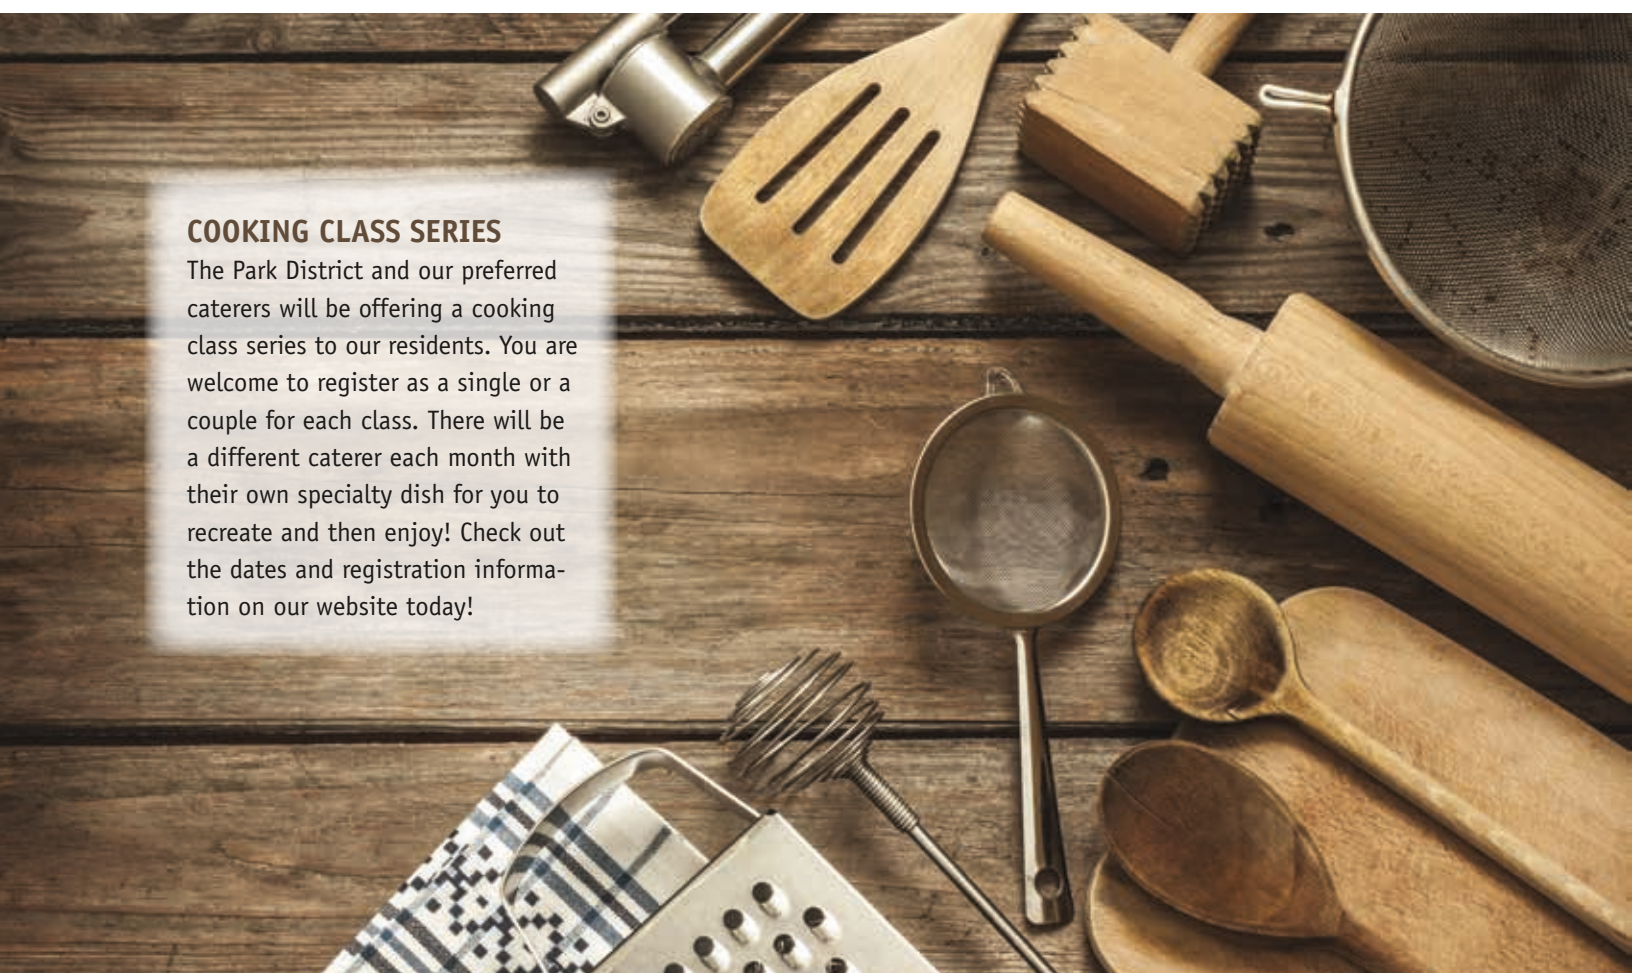 COOKING CLASS SERIES
The Park District and our preferred
caterers will be offering a cooking
class series to our residents. You are
welcome to register as a single or a
couple for each class. There will be
a different caterer each month with
their own specialty dish for you to
recreate and then enjoy! Check out
the dates and registration informa-
tion on our website today!